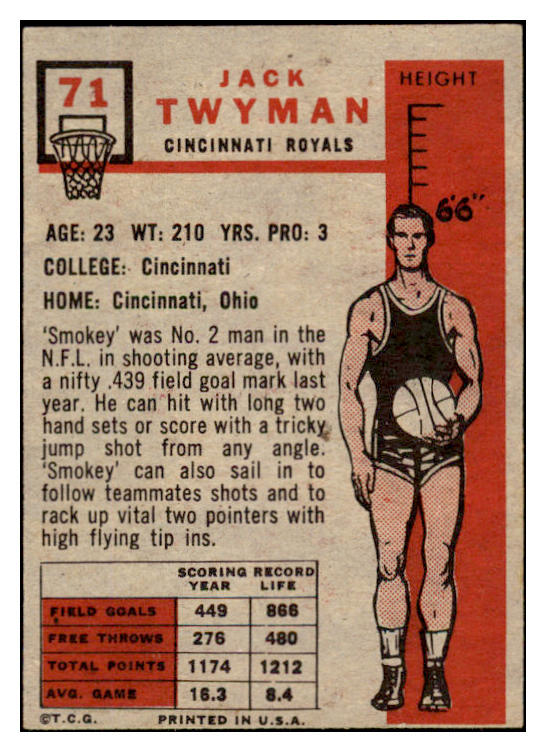 71
JACK
TWYMAN
CINCINNATI ROYALS
HEIGHT
6'6"
AGE: 23 WT: 210 YRS. PRO: 3
COLLEGE: Cincinnati
HOME: Cincinnati, Ohio
'Smokey' was No. 2 man in the
N.F.L. in shooting average, with
a nifty .439 field goal mark last
year. He can hit with long two
hand sets or score with a tricky
jump shot from any angle.
'Smokey' can also sail in to
follow teammates shots and to
rack up vital two pointers with
high flying tip ins.
SCORING RECORD
YEAR LIFE
FIELD GOALS 449 866
FREE THROWS 276 480
TOTAL POINTS 1174 1212
AVG. GAME 16.3 8.4
©T.C.G. PRINTED IN U.S.A.